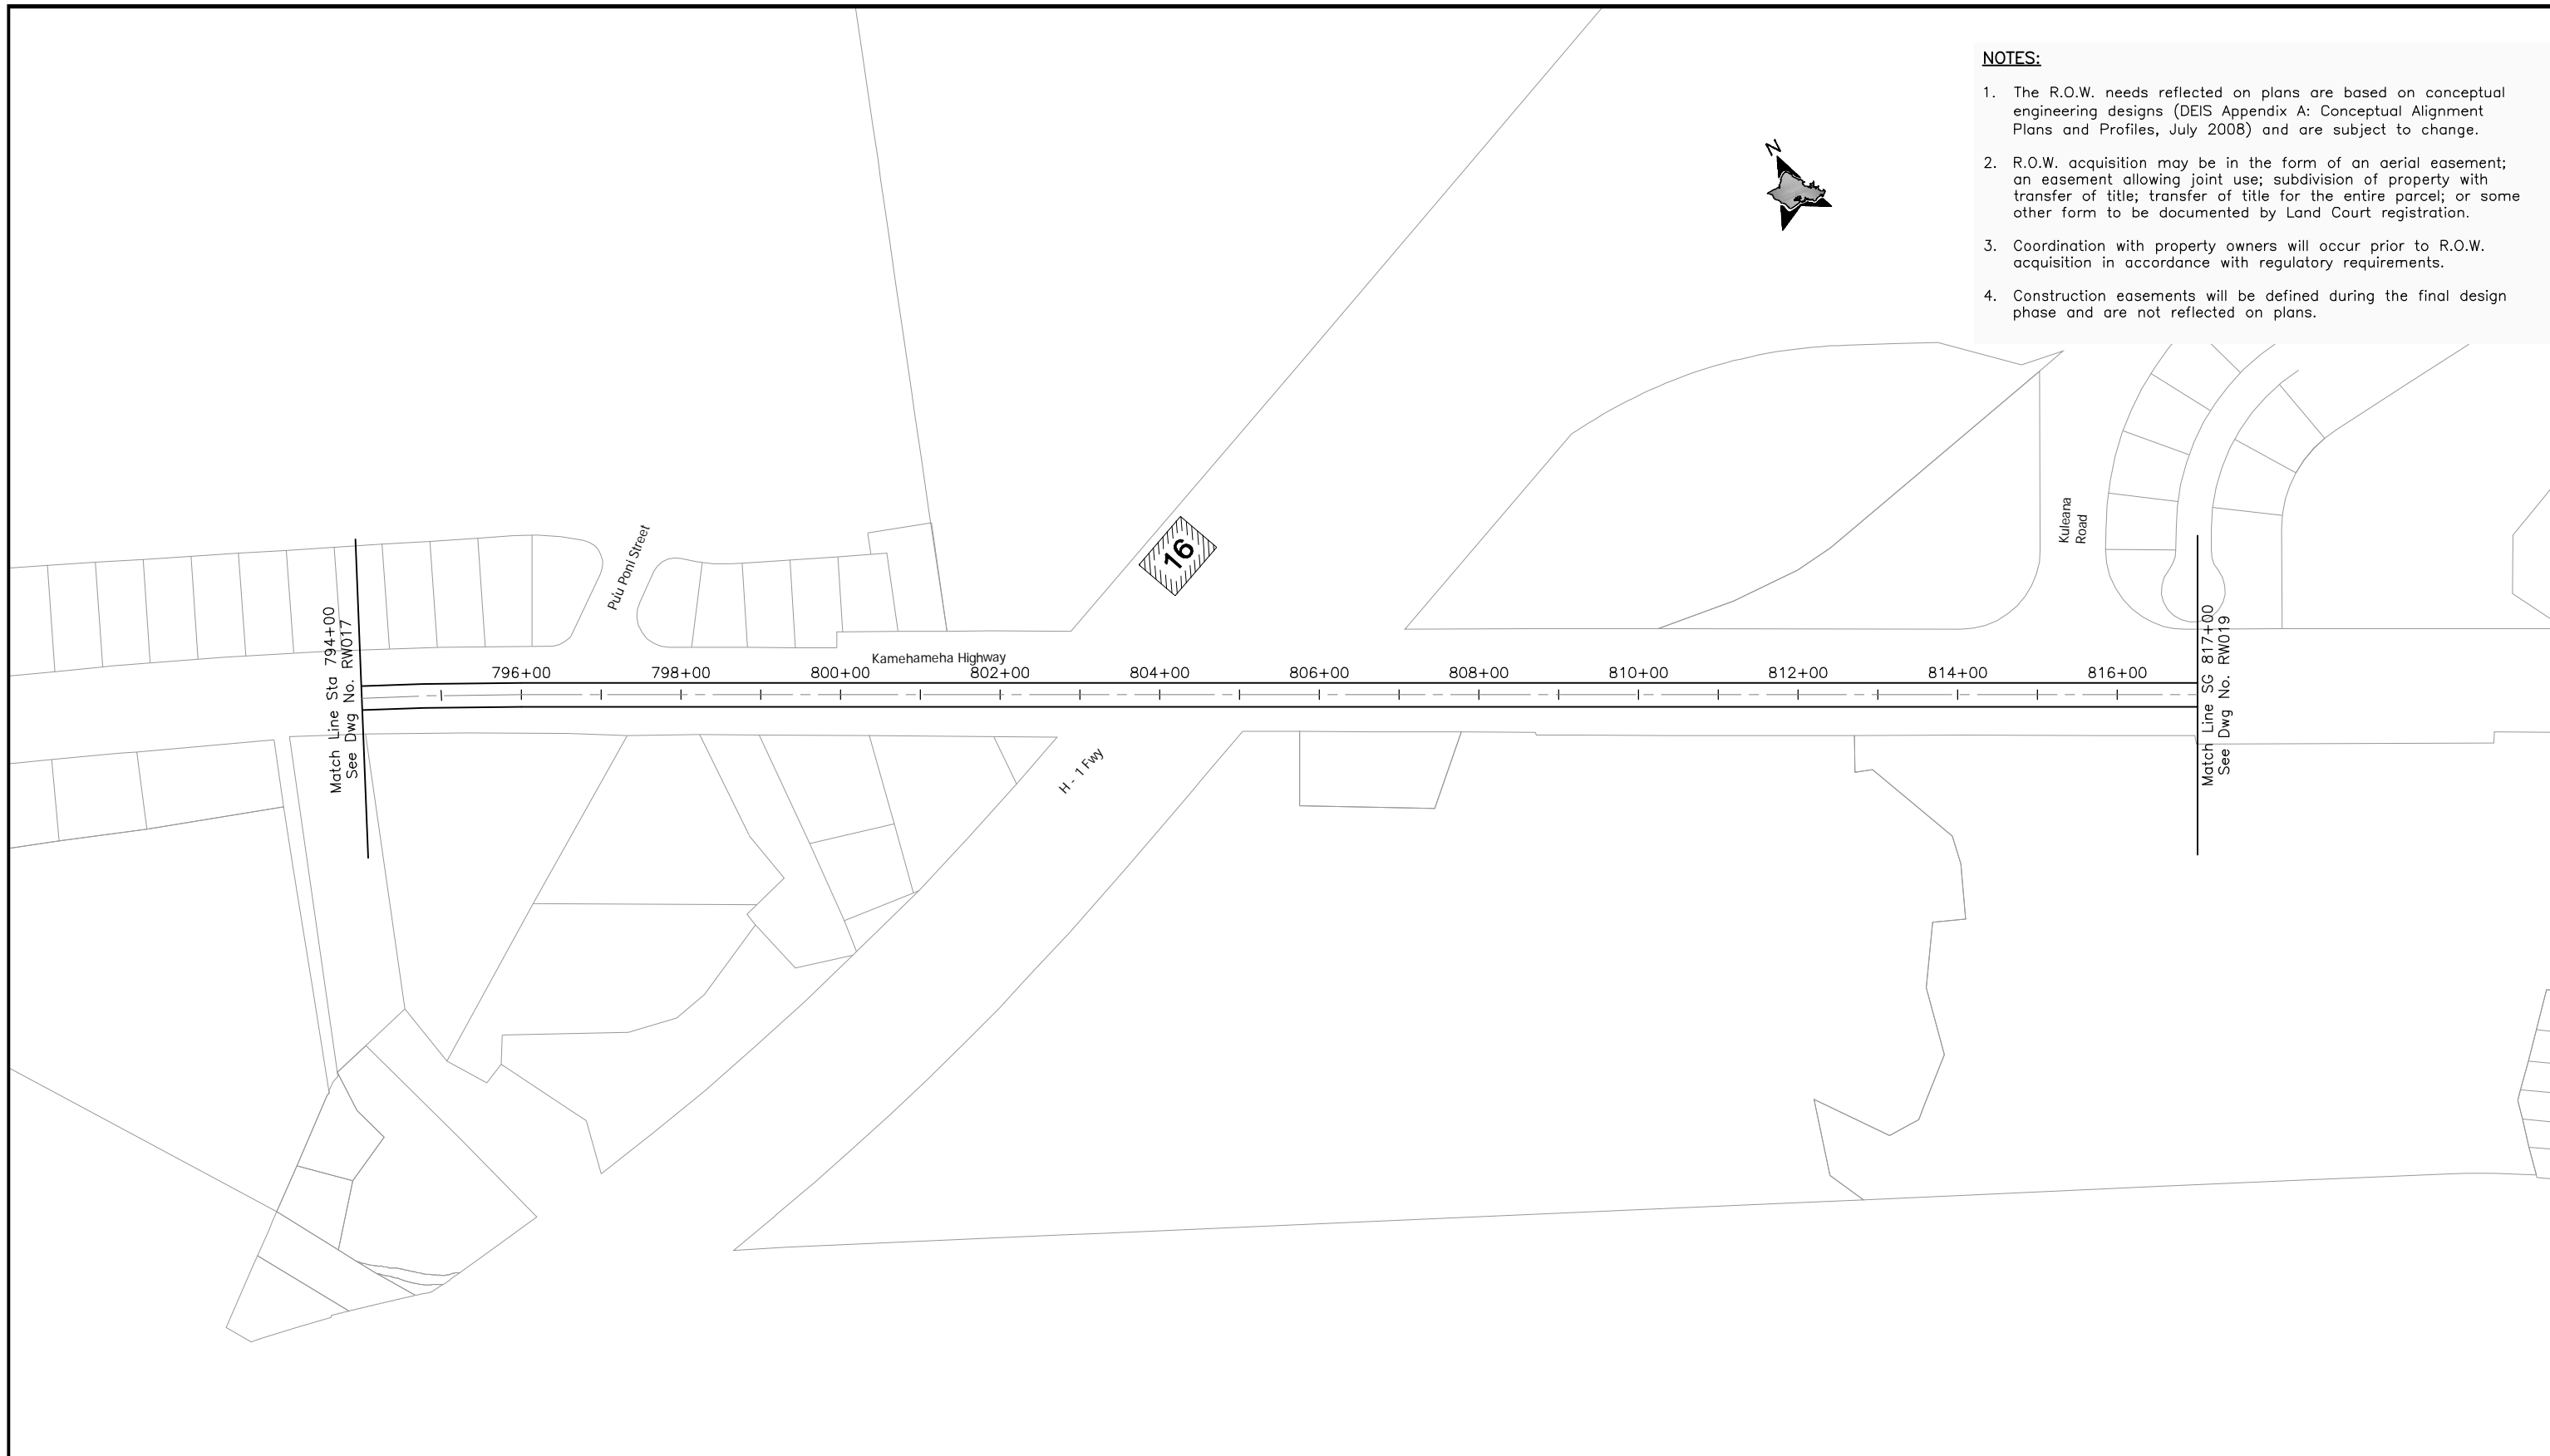 NOTES:
1. The R.O.W. needs reflected on plans are based on conceptual
engineering designs (DEIS Appendix A: Conceptual Alignment
Plans and Profiles, July 2008) and are subject to change.
2. R.O.W. acquisition may be in the form of an aerial easement;
an easement allowing joint use; subdivision of property with
transfer of title; transfer of title for the entire parcel; or some
other form to be documented by Land Court registration.
3. Coordination with property owners will occur prior to R.O.W.
acquisition in accordance with regulatory requirements.
4. Construction easements will be defined during the final design
phase and are not reflected on plans.
N
16
Pu'u Poni Street
Kuleana
Road
Match Line Sta 794+00
See Dwg No. RW017
Kamehameha Highway
796+00
798+00
800+00
802+00
804+00
806+00
808+00
810+00
812+00
814+00
816+00
Match Line SG 817+00
See Dwg No. RW019
H - 1 Fwy